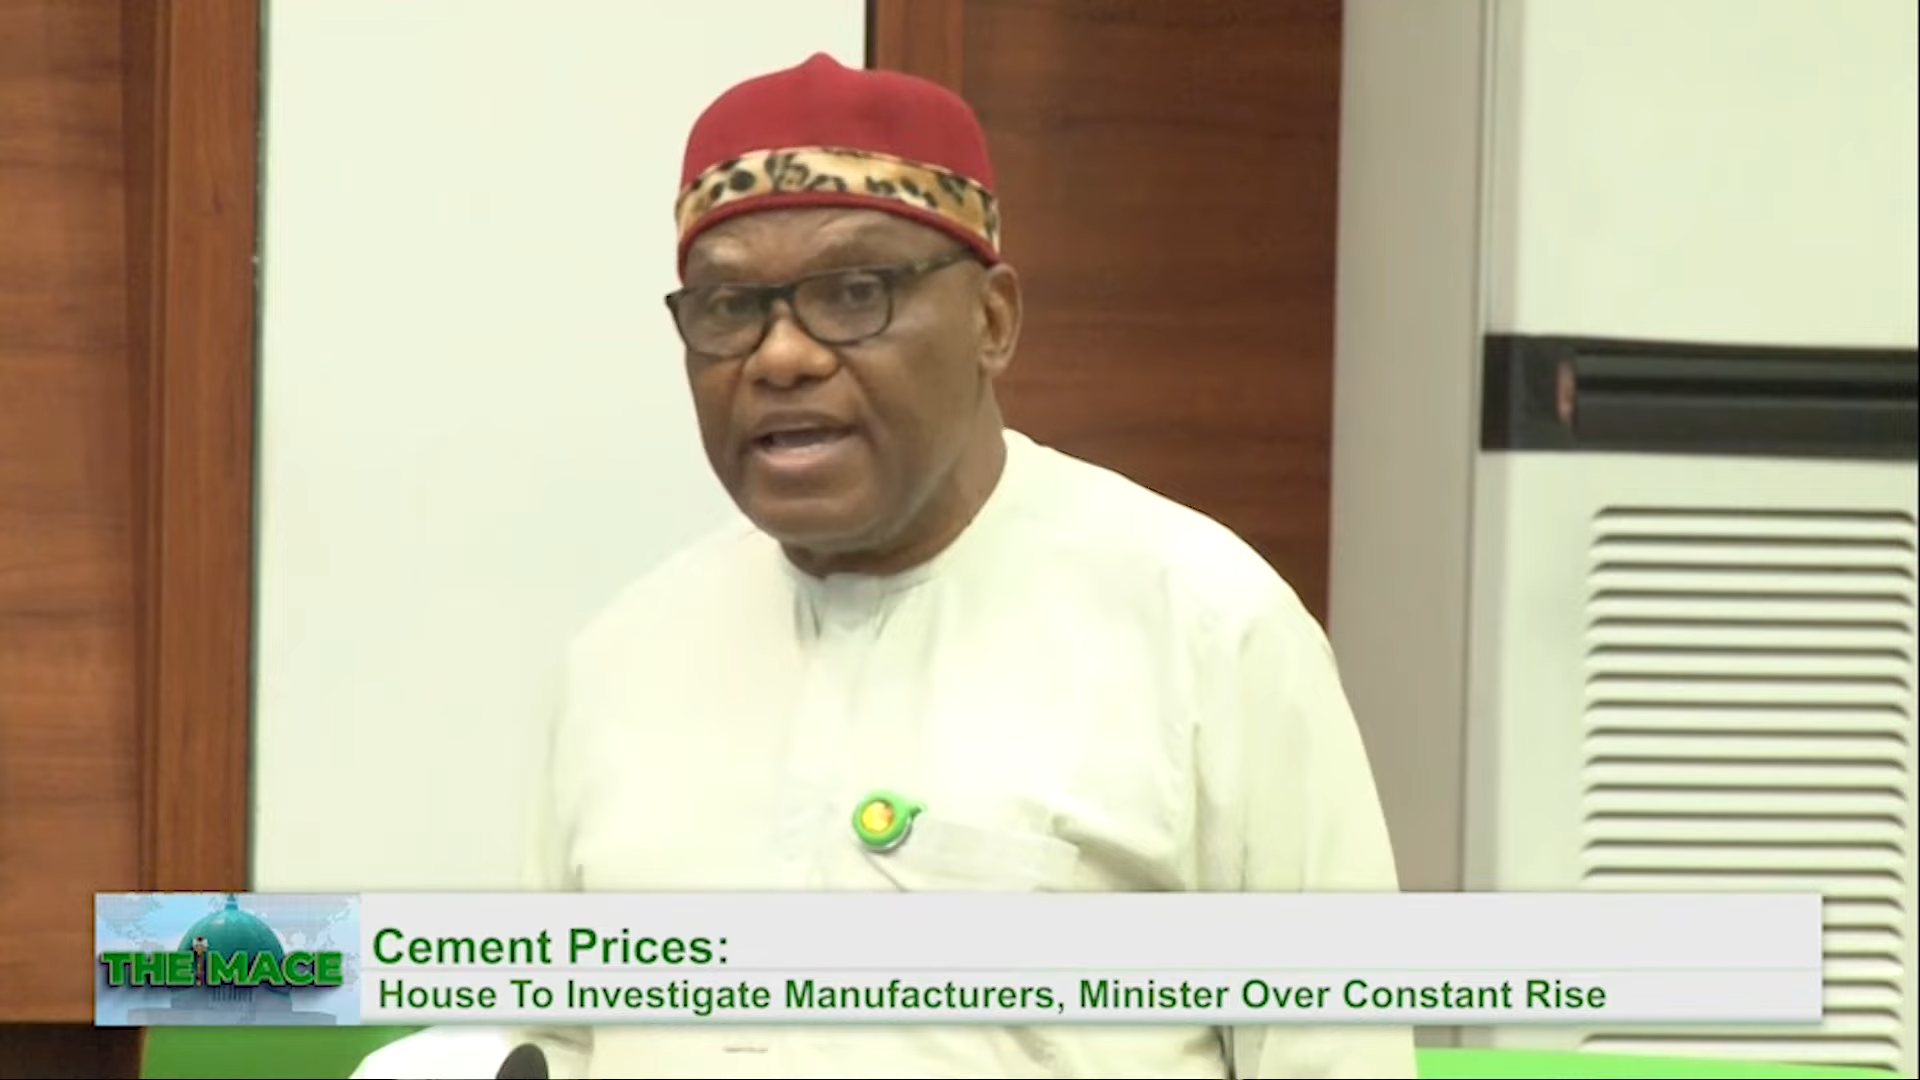 THE MACE
Cement Prices:
House To Investigate Manufacturers, Minister Over Constant Rise